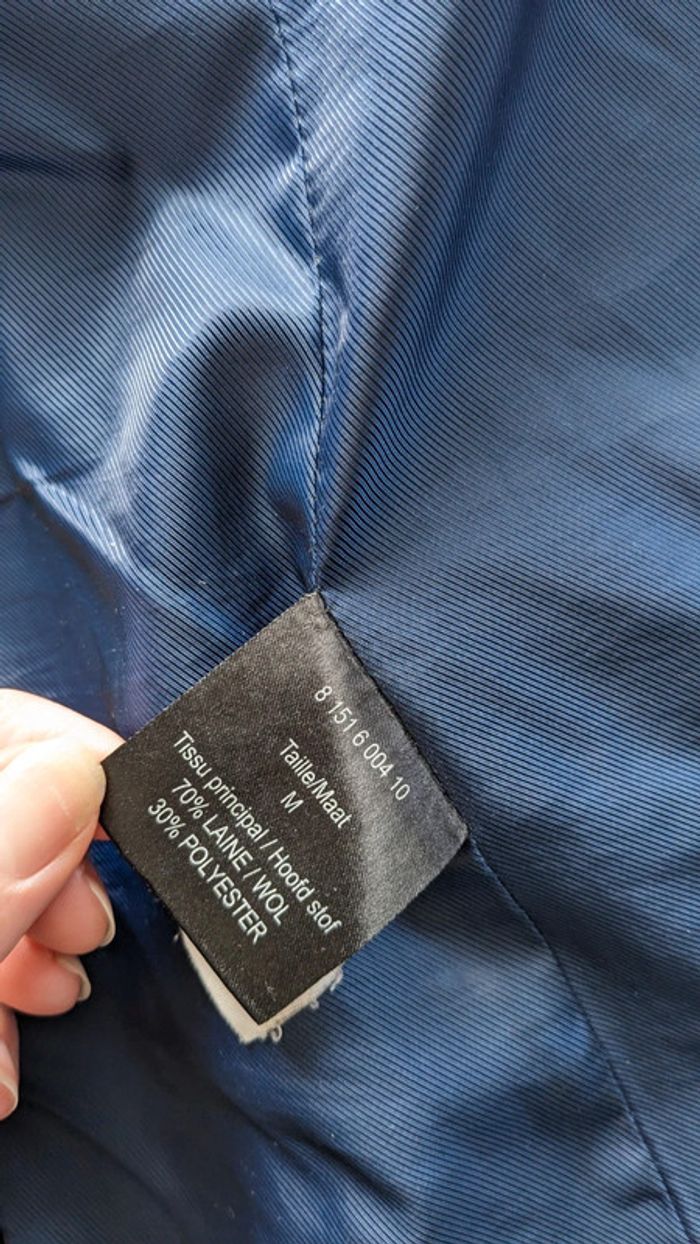 8 151 6 004 10
Taille/Maat
M
Tissu principal / Hoofd stof
70% LAINE / WOL
30% POLYESTER